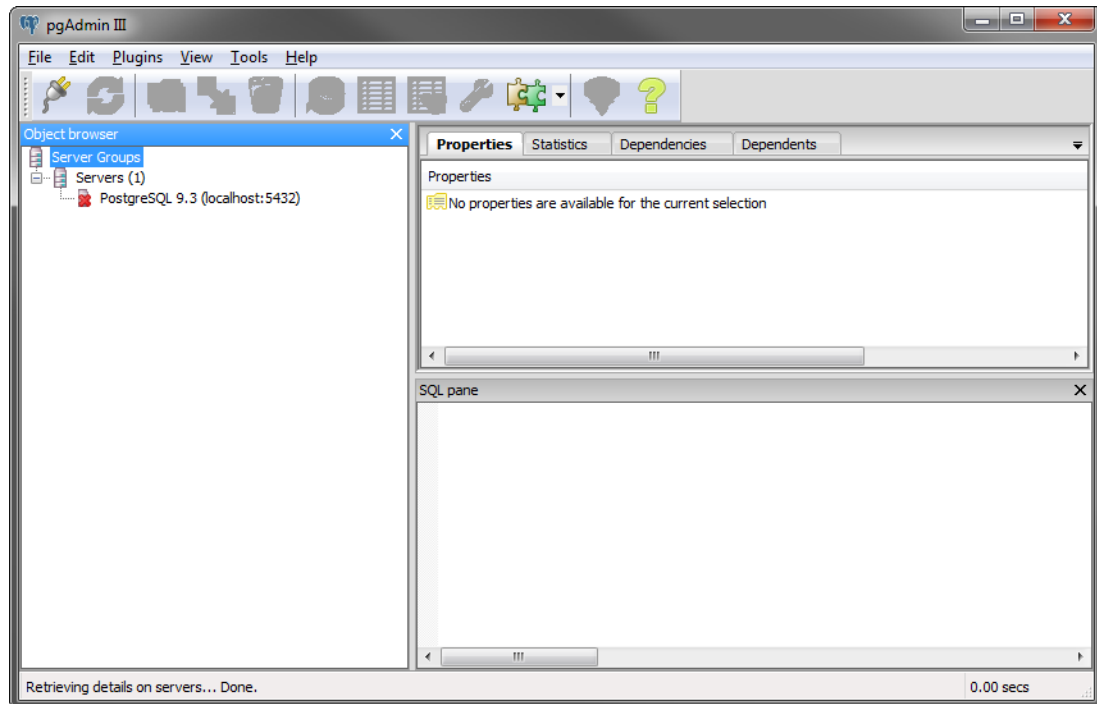 pgAdmin III
File Edit Plugins View Tools Help
Object browser
Server Groups
Servers (1)
PostgreSQL 9.3 (localhost:5432)
Properties Statistics Dependencies Dependents
Properties
No properties are available for the current selection
SQL pane
Retrieving details on servers... Done. 0.00 secs